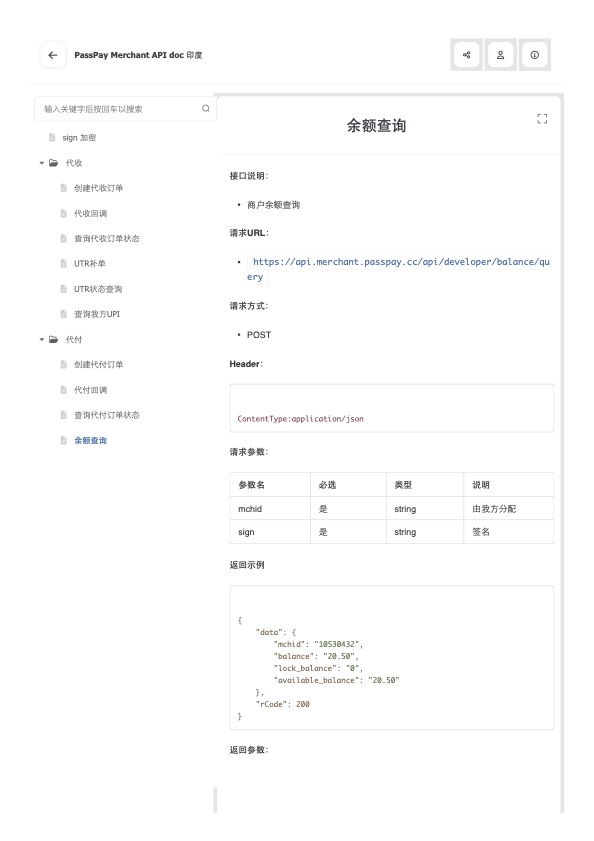 PassPay Merchant API doc 印度
输入关键字后按回车以搜索
sign 加密
代收
创建代收订单
代收回调
查询代收订单状态
UTR补单
UTR状态查询
查询我方UPI
代付
创建代付订单
代付回调
查询代付订单状态
余额查询
余额查询
接口说明：
• 商户余额查询
请求URL：
• https://api.merchant.passpay.cc/api/developer/balance/qu
ery
请求方式：
• POST
Header：
ContentType:application/json
请求参数：
参数名 必选 类型 说明
mchid 是 string 由我方分配
sign 是 string 签名
返回示例
{
"data": {
"mchid": "10530432",
"balance": "20.50",
"lock_balance": "0",
"available_balance": "20.50"
},
"rCode": 200
}
返回参数：